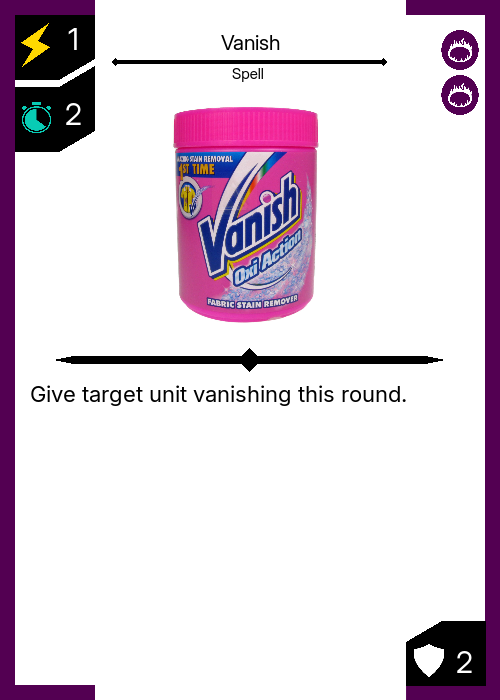 1
Vanish
Spell
2
AMAZING STAIN REMOVAL
1ST TIME
Vanish
Oxi Action
FABRIC STAIN REMOVER
Give target unit vanishing this round.
2